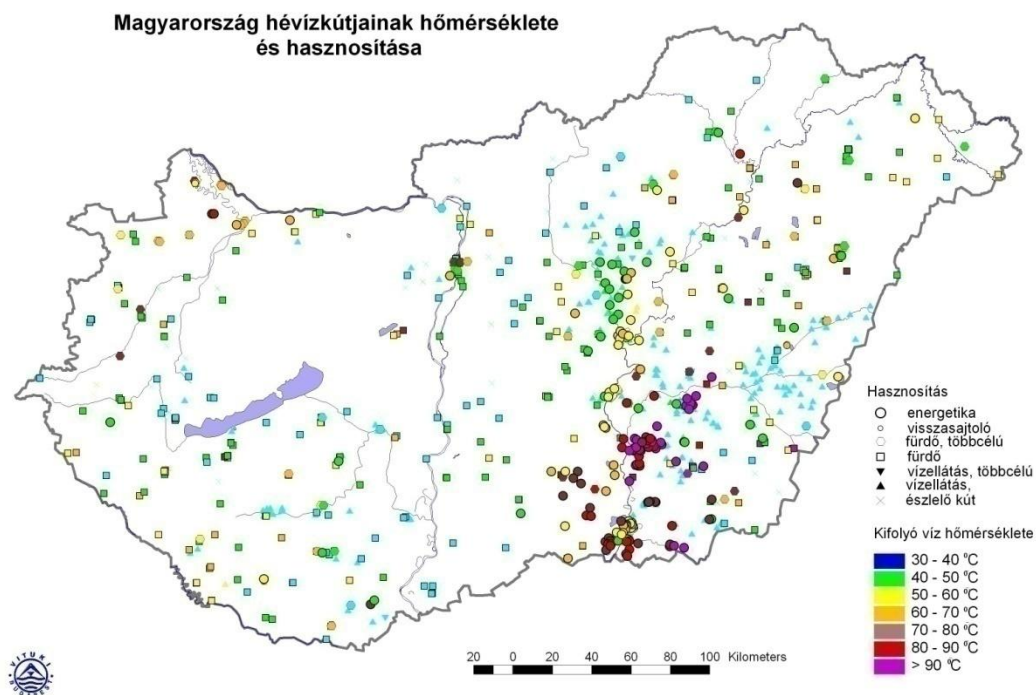 Magyarország hévízkútjainak hőmérséklete
és hasznosítása
Hasznosítás
energetika
visszasajtoló
fürdő, többcélú
fürdő
vízellátás, többcélú
vízellátás,
észlelő kút
Kifolyó víz hőmérséklete
30 - 40 °C
40 - 50 °C
50 - 60 °C
60 - 70 °C
70 - 80 °C
80 - 90 °C
> 90 °C
20 0 20 40 60 80 100 Kilometers
VITUKI
BUDAPEST